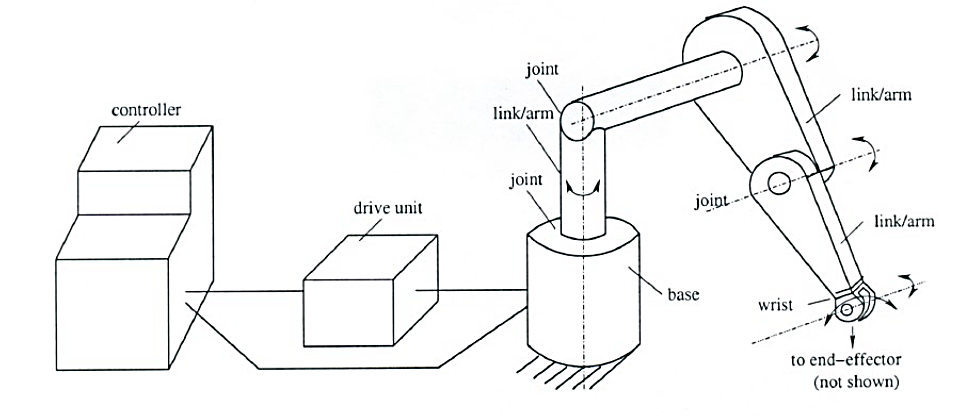 controller
drive unit
joint
link/arm
joint
base
link/arm
joint
link/arm
wrist
to end-effector
(not shown)